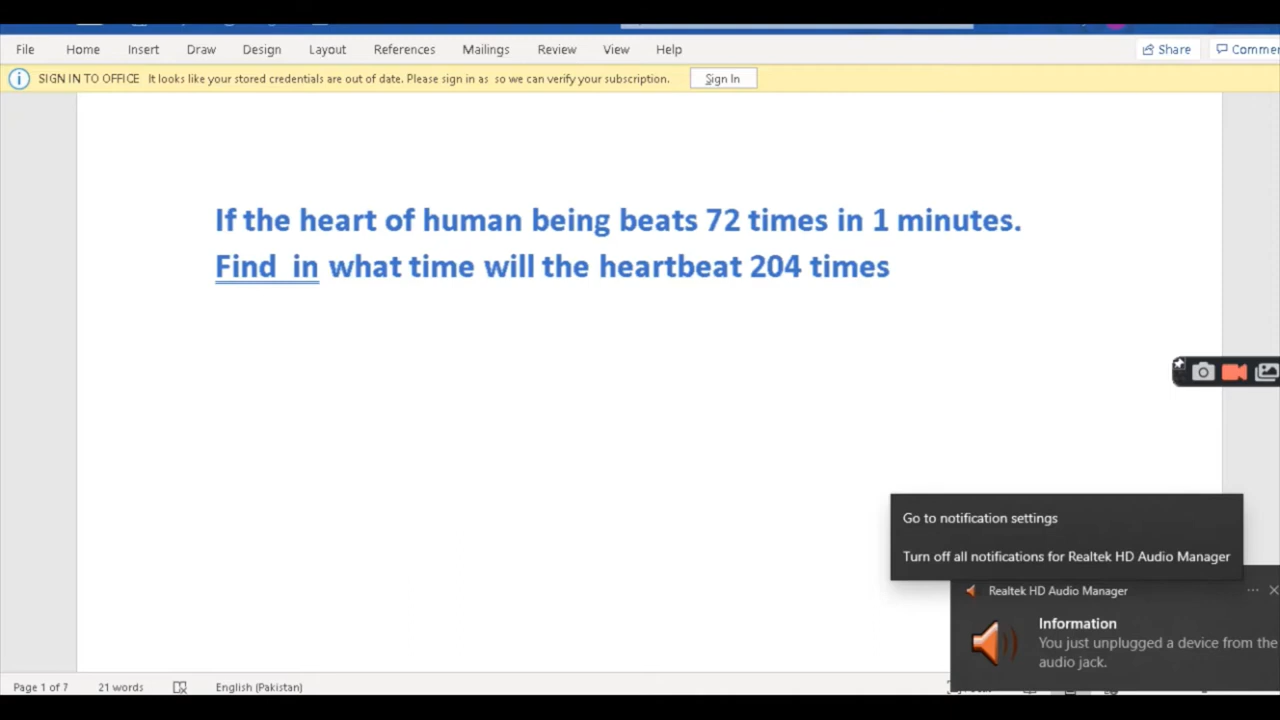 File Home Insert Draw Design Layout References Mailings Review View Help Share Comme
SIGN IN TO OFFICE It looks like your stored credentials are out of date. Please sign in as so we can verify your subscription. Sign In
If the heart of human being beats 72 times in 1 minutes.
Find in what time will the heartbeat 204 times
Go to notification settings
Turn off all notifications for Realtek HD Audio Manager
Realtek HD Audio Manager
Information
You just unplugged a device from the
audio jack.
Page 1 of 7 21 words English (Pakistan)